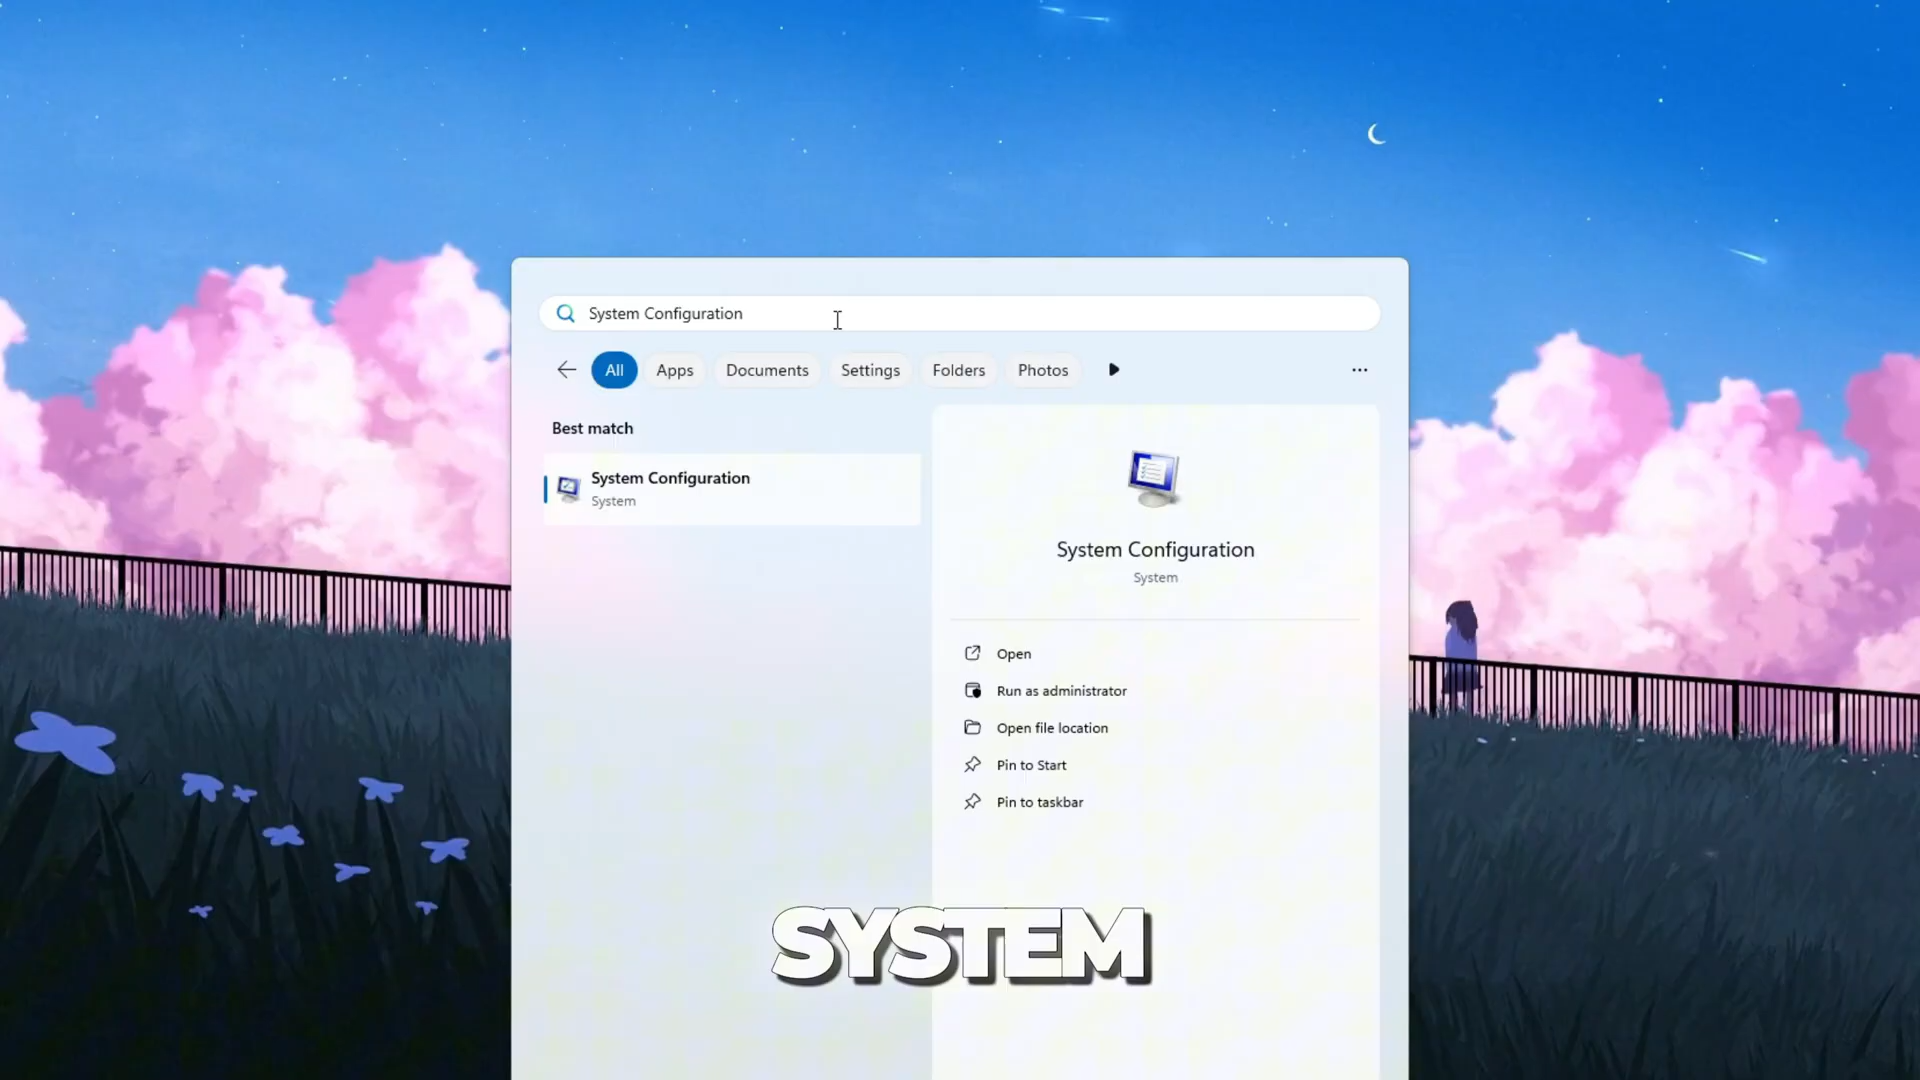 System Configuration
All Apps Documents Settings Folders Photos
Best match
System Configuration
System
System Configuration
System
Open
Run as administrator
Open file location
Pin to Start
Pin to taskbar
SYSTEM